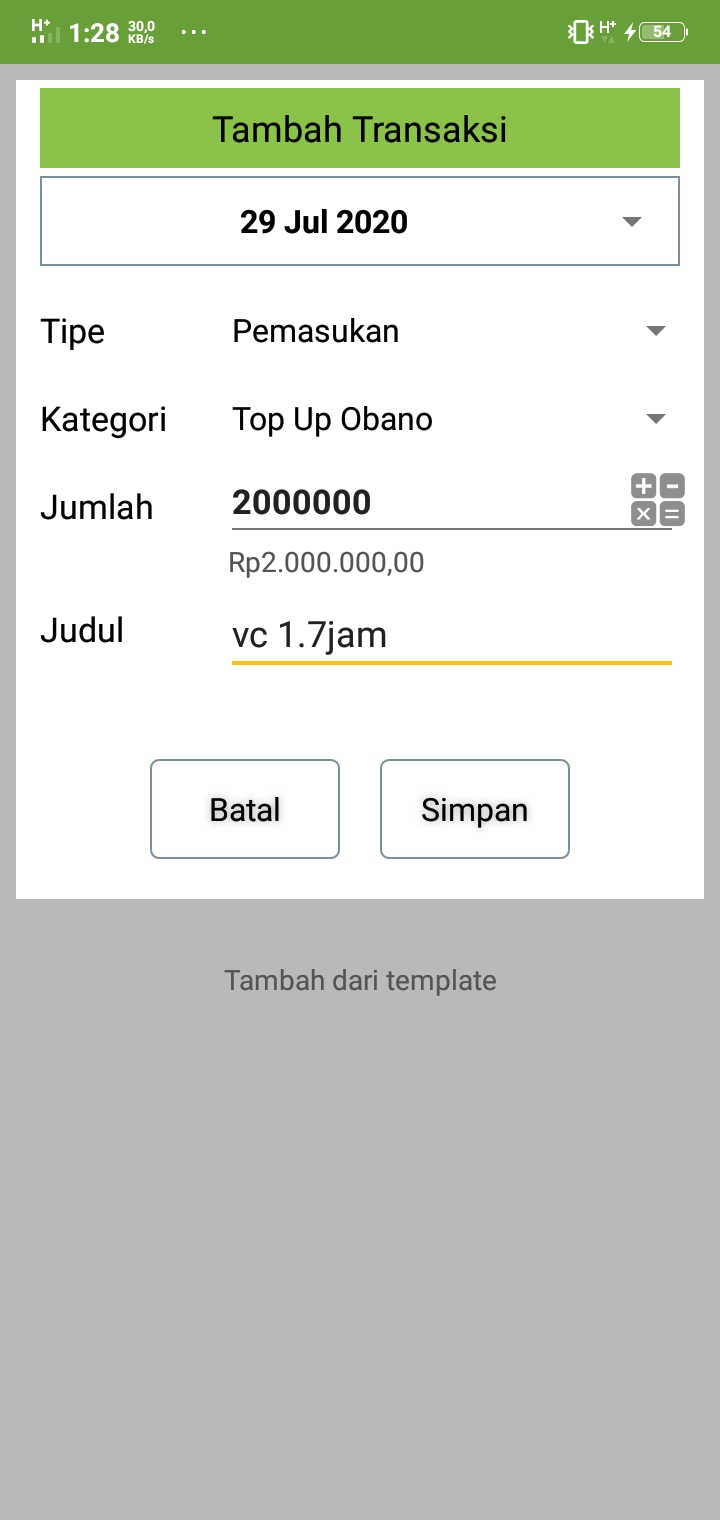 H+ 1:28 30,0 KB/s ... H+ 54
Tambah Transaksi
29 Jul 2020
Tipe Pemasukan
Kategori Top Up Obano
Jumlah 2000000
Rp2.000.000,00
Judul vc 1.7jam
Batal Simpan
Tambah dari template